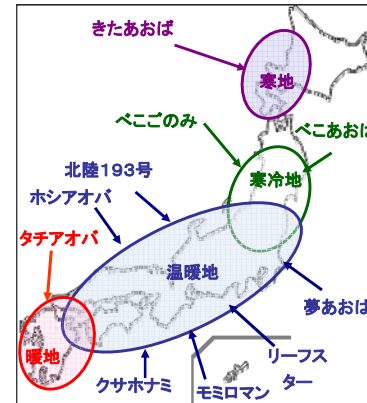 きたあおば
寒地
べこごのみ
べこあおば
寒冷地
北陸193号
ホシアオバ
タチアオバ
温暖地
夢あおば
暖地
リーフス
ター
クサホナミ
モミロマン